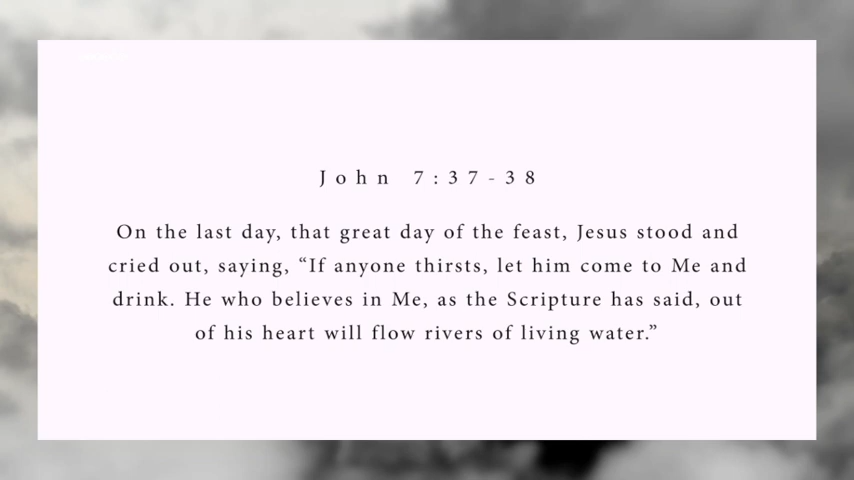 John 7:37-38
On the last day, that great day of the feast, Jesus stood and
cried out, saying, “If anyone thirsts, let him come to Me and
drink. He who believes in Me, as the Scripture has said, out
of his heart will flow rivers of living water.”